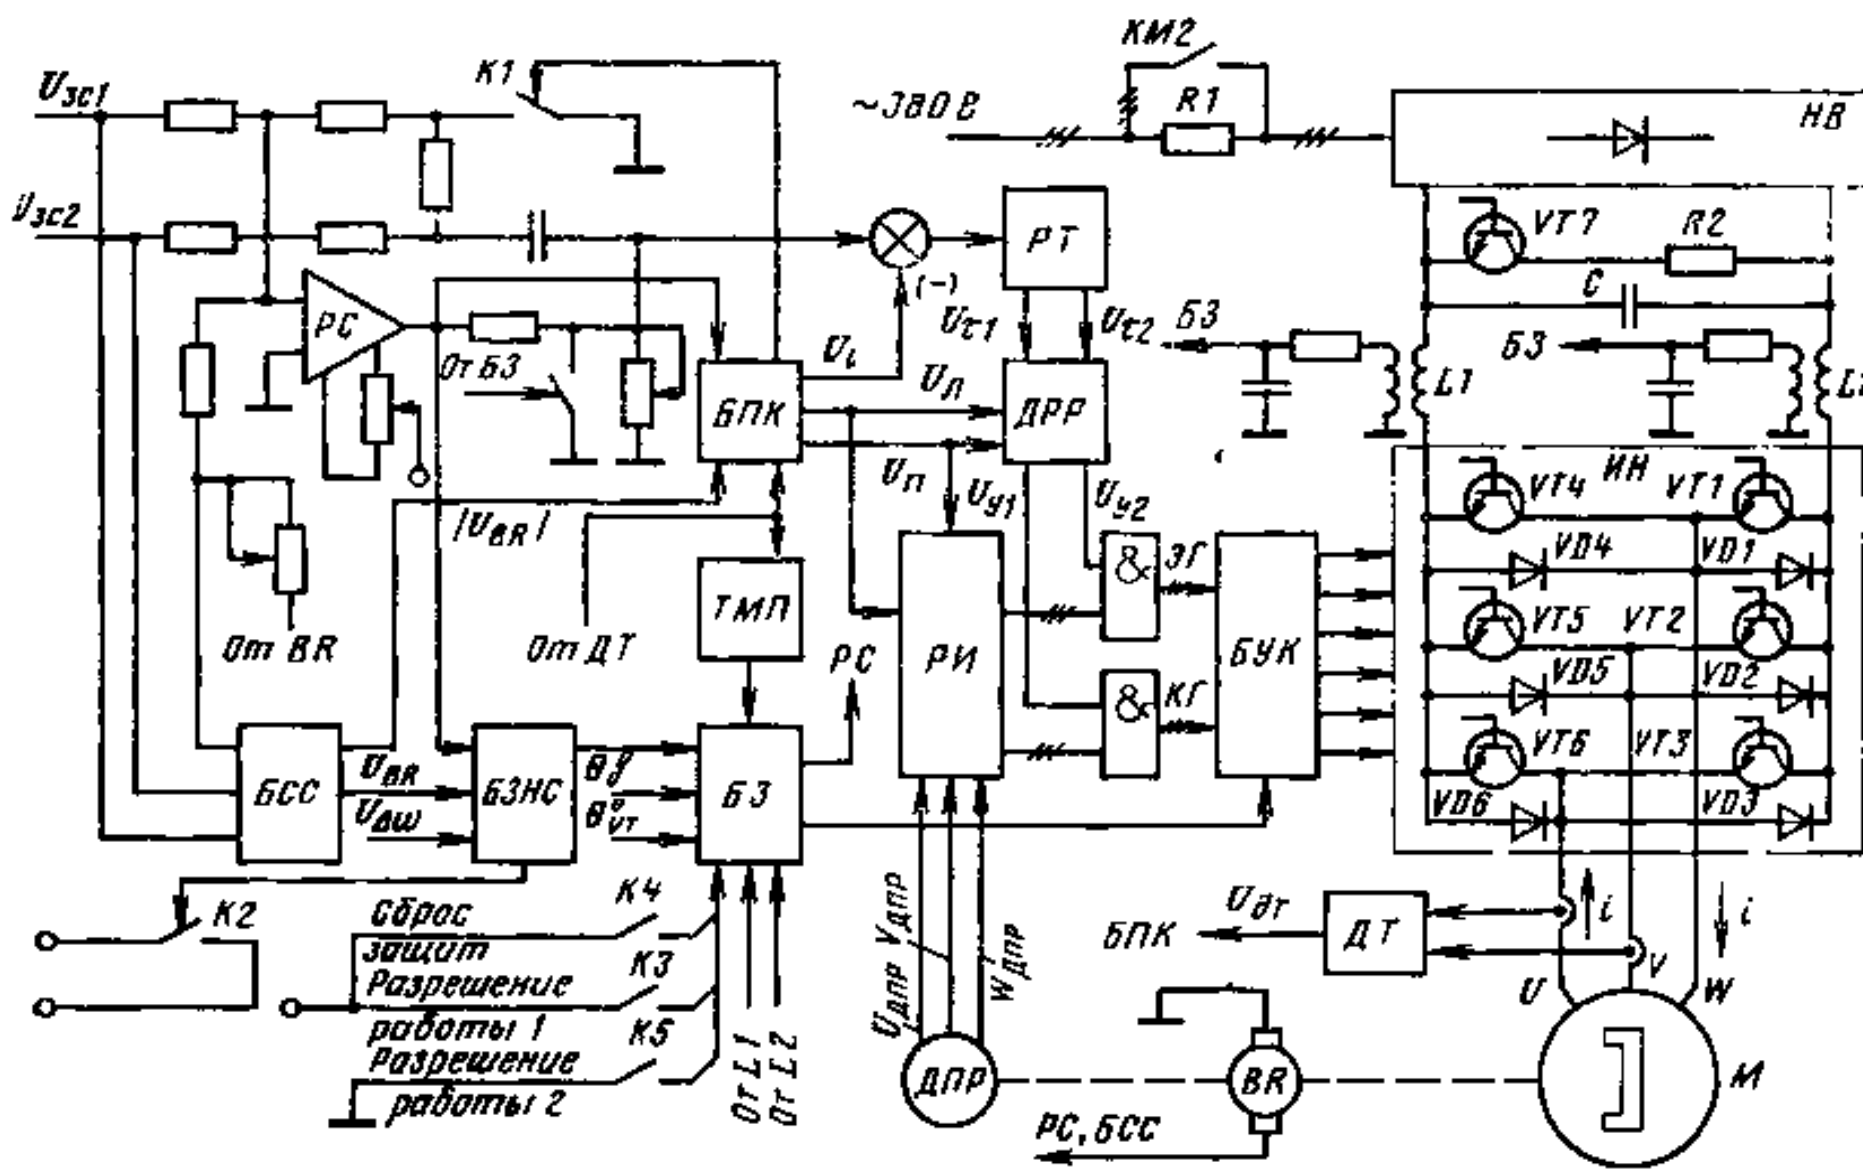 Uзс1
Uзс2
K1
KM2
~380 В
R1
НВ
РТ
VT7
R2
C
РС
(-)
Uτ1
Uτ2
БЗ
БЗ
L1
От БЗ
Ui
Uл
Uп
БПК
ДРР
|UBR|
Uу1
Uу2
ИН
VT4
VT1
VD4
VD1
VT5
VT2
VD5
VD2
VT6
VT3
VD6
VD3
От BR
От ДТ
ТМП
РС
РИ
&
ЗГ
&
КГ
БУК
БСС
UBR
UΔω
БЗНС
ВУ
В°VT
БЗ
K2
Сброс
защит
K4
Разрешение
работы 1
K3
Разрешение
работы 2
K5
От L1
От L2
UДПР
VДПР
WДПР
ДПР
BR
РС, БСС
БПК
Uдт
ДТ
i
i
U
V
W
М